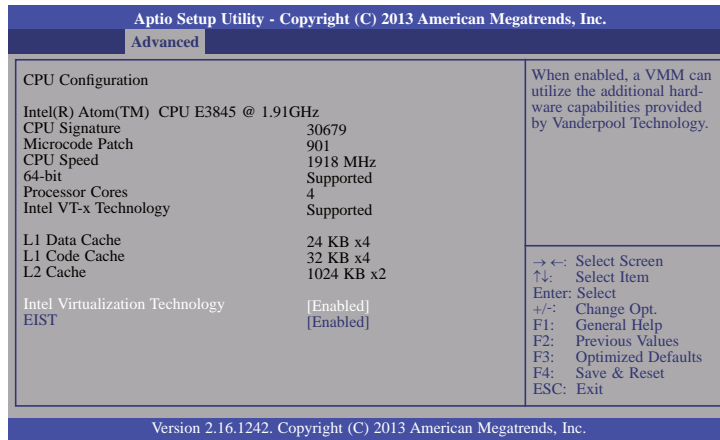 Aptio Setup Utility - Copyright (C) 2013 American Megatrends, Inc.
Advanced
CPU Configuration
Intel(R) Atom(TM) CPU E3845 @ 1.91GHz
CPU Signature 30679
Microcode Patch 901
CPU Speed 1918 MHz
64-bit Supported
Processor Cores 4
Intel VT-x Technology Supported
L1 Data Cache 24 KB x4
L1 Code Cache 32 KB x4
L2 Cache 1024 KB x2
Intel Virtualization Technology [Enabled]
EIST [Enabled]
When enabled, a VMM can
utilize the additional hard-
ware capabilities provided
by Vanderpool Technology.
→ ←: Select Screen
↑↓: Select Item
Enter: Select
+/-: Change Opt.
F1: General Help
F2: Previous Values
F3: Optimized Defaults
F4: Save & Reset
ESC: Exit
Version 2.16.1242. Copyright (C) 2013 American Megatrends, Inc.